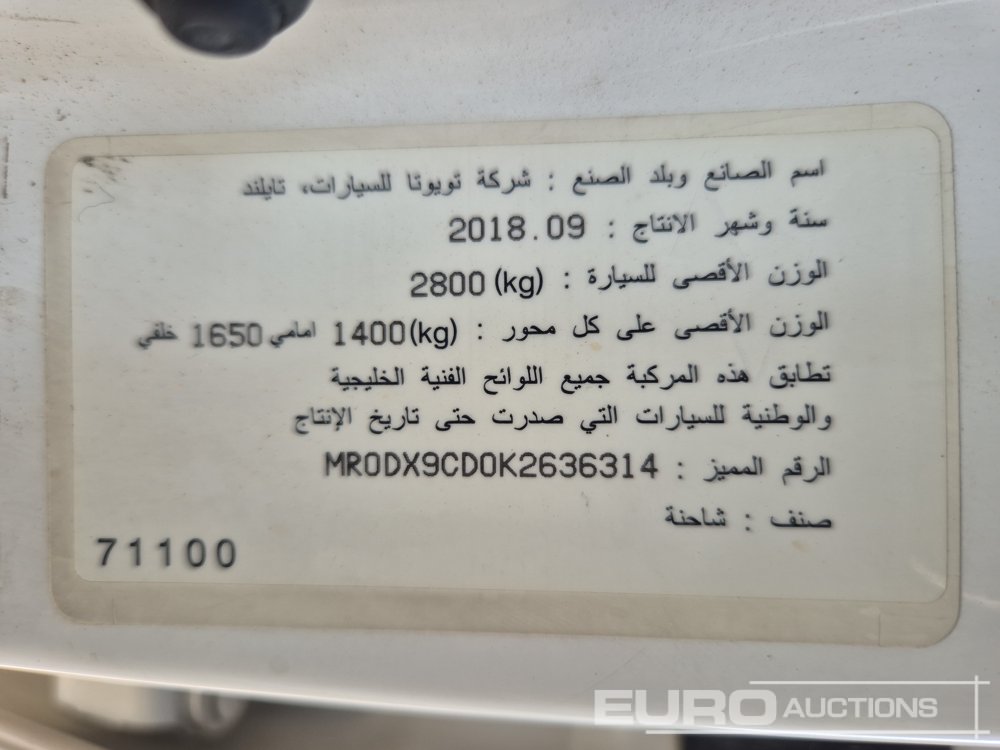 اسم الصانع وبلد الصنع : شركة تويوتا للسيارات، تايلند
سنة وشهر الانتاج : 2018.09
الوزن الأقصى للسيارة : 2800 (kg)
الوزن الأقصى على كل محور : 1400(kg) امامي 1650 خلفي
تطابق هذه المركبة جميع اللوائح الفنية الخليجية
والوطنية للسيارات التي صدرت حتى تاريخ الإنتاج
الرقم المميز : MR0DX9CD0K2636314
صنف : شاحنة
71100
EURO AUCTIONS